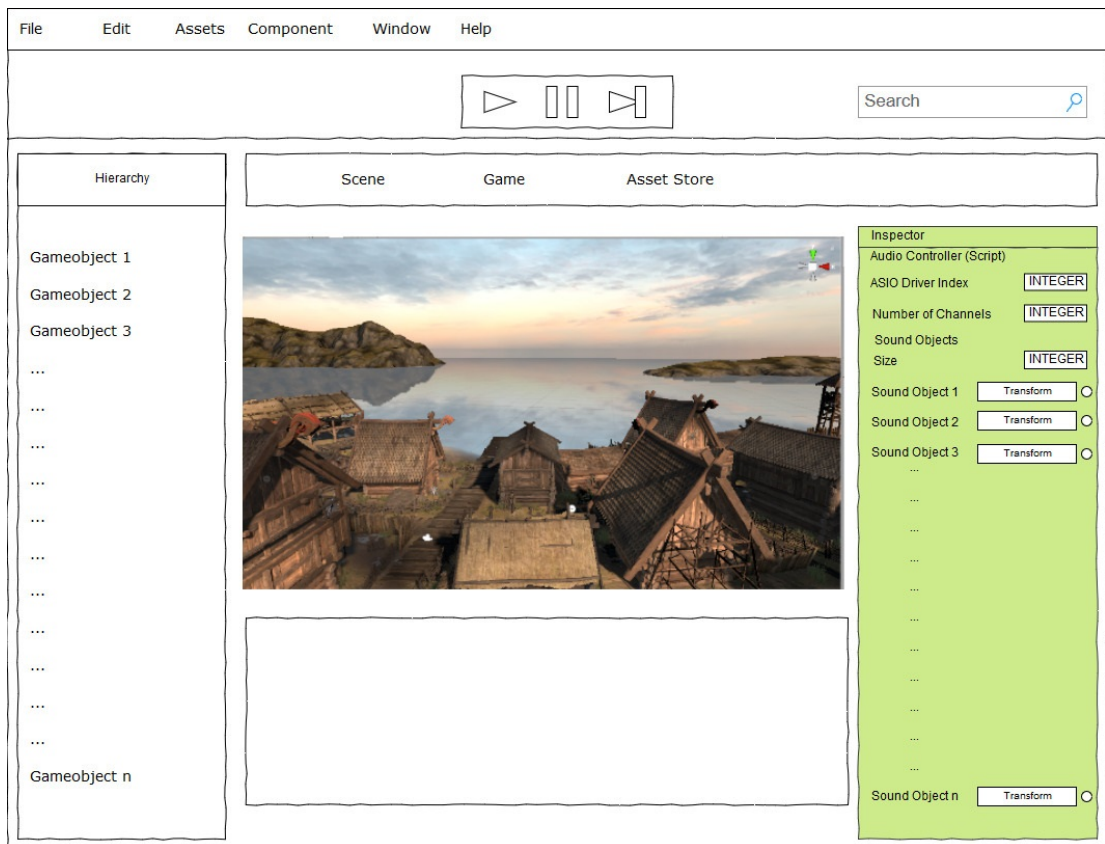 File Edit Assets Component Window Help
Search
Hierarchy
Scene Game Asset Store
Gameobject 1
Gameobject 2
Gameobject 3
...
...
...
...
...
...
...
...
...
...
...
Gameobject n
Inspector
Audio Controller (Script)
ASIO Driver Index INTEGER
Number of Channels INTEGER
Sound Objects
Size INTEGER
Sound Object 1 Transform
Sound Object 2 Transform
Sound Object 3 Transform
...
...
...
...
...
...
...
...
...
...
...
Sound Object n Transform